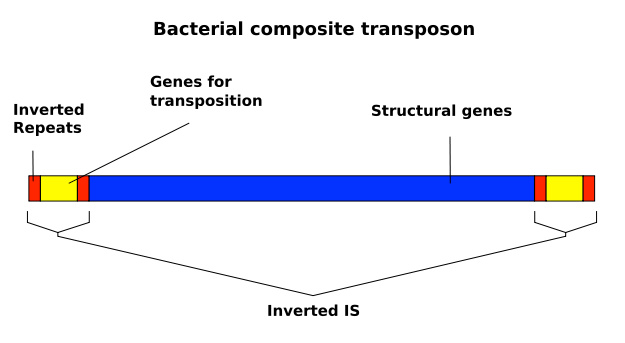 Bacterial composite transposon
Genes for
transposition
Inverted
Repeats
Structural genes
Inverted IS